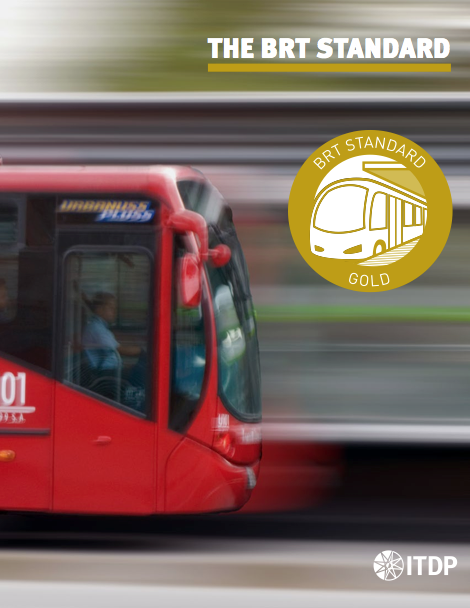 THE BRT STANDARD
BRT STANDARD
GOLD
URBANUSS
PLUSS
01
ITDP